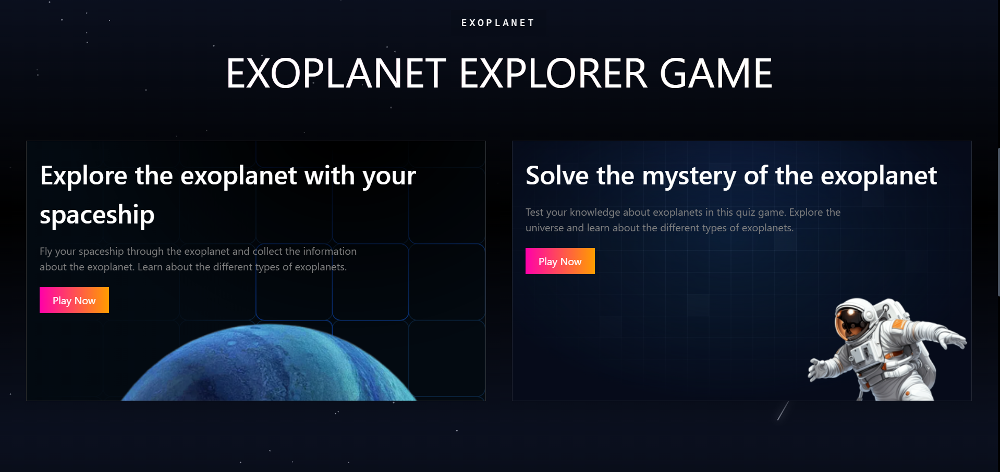 EXOPLANET
EXOPLANET EXPLORER GAME
Explore the exoplanet with your
spaceship
Fly your spaceship through the exoplanet and collect the information
about the exoplanet. Learn about the different types of exoplanets.
Play Now
Solve the mystery of the exoplanet
Test your knowledge about exoplanets in this quiz game. Explore the
universe and learn about the different types of exoplanets.
Play Now